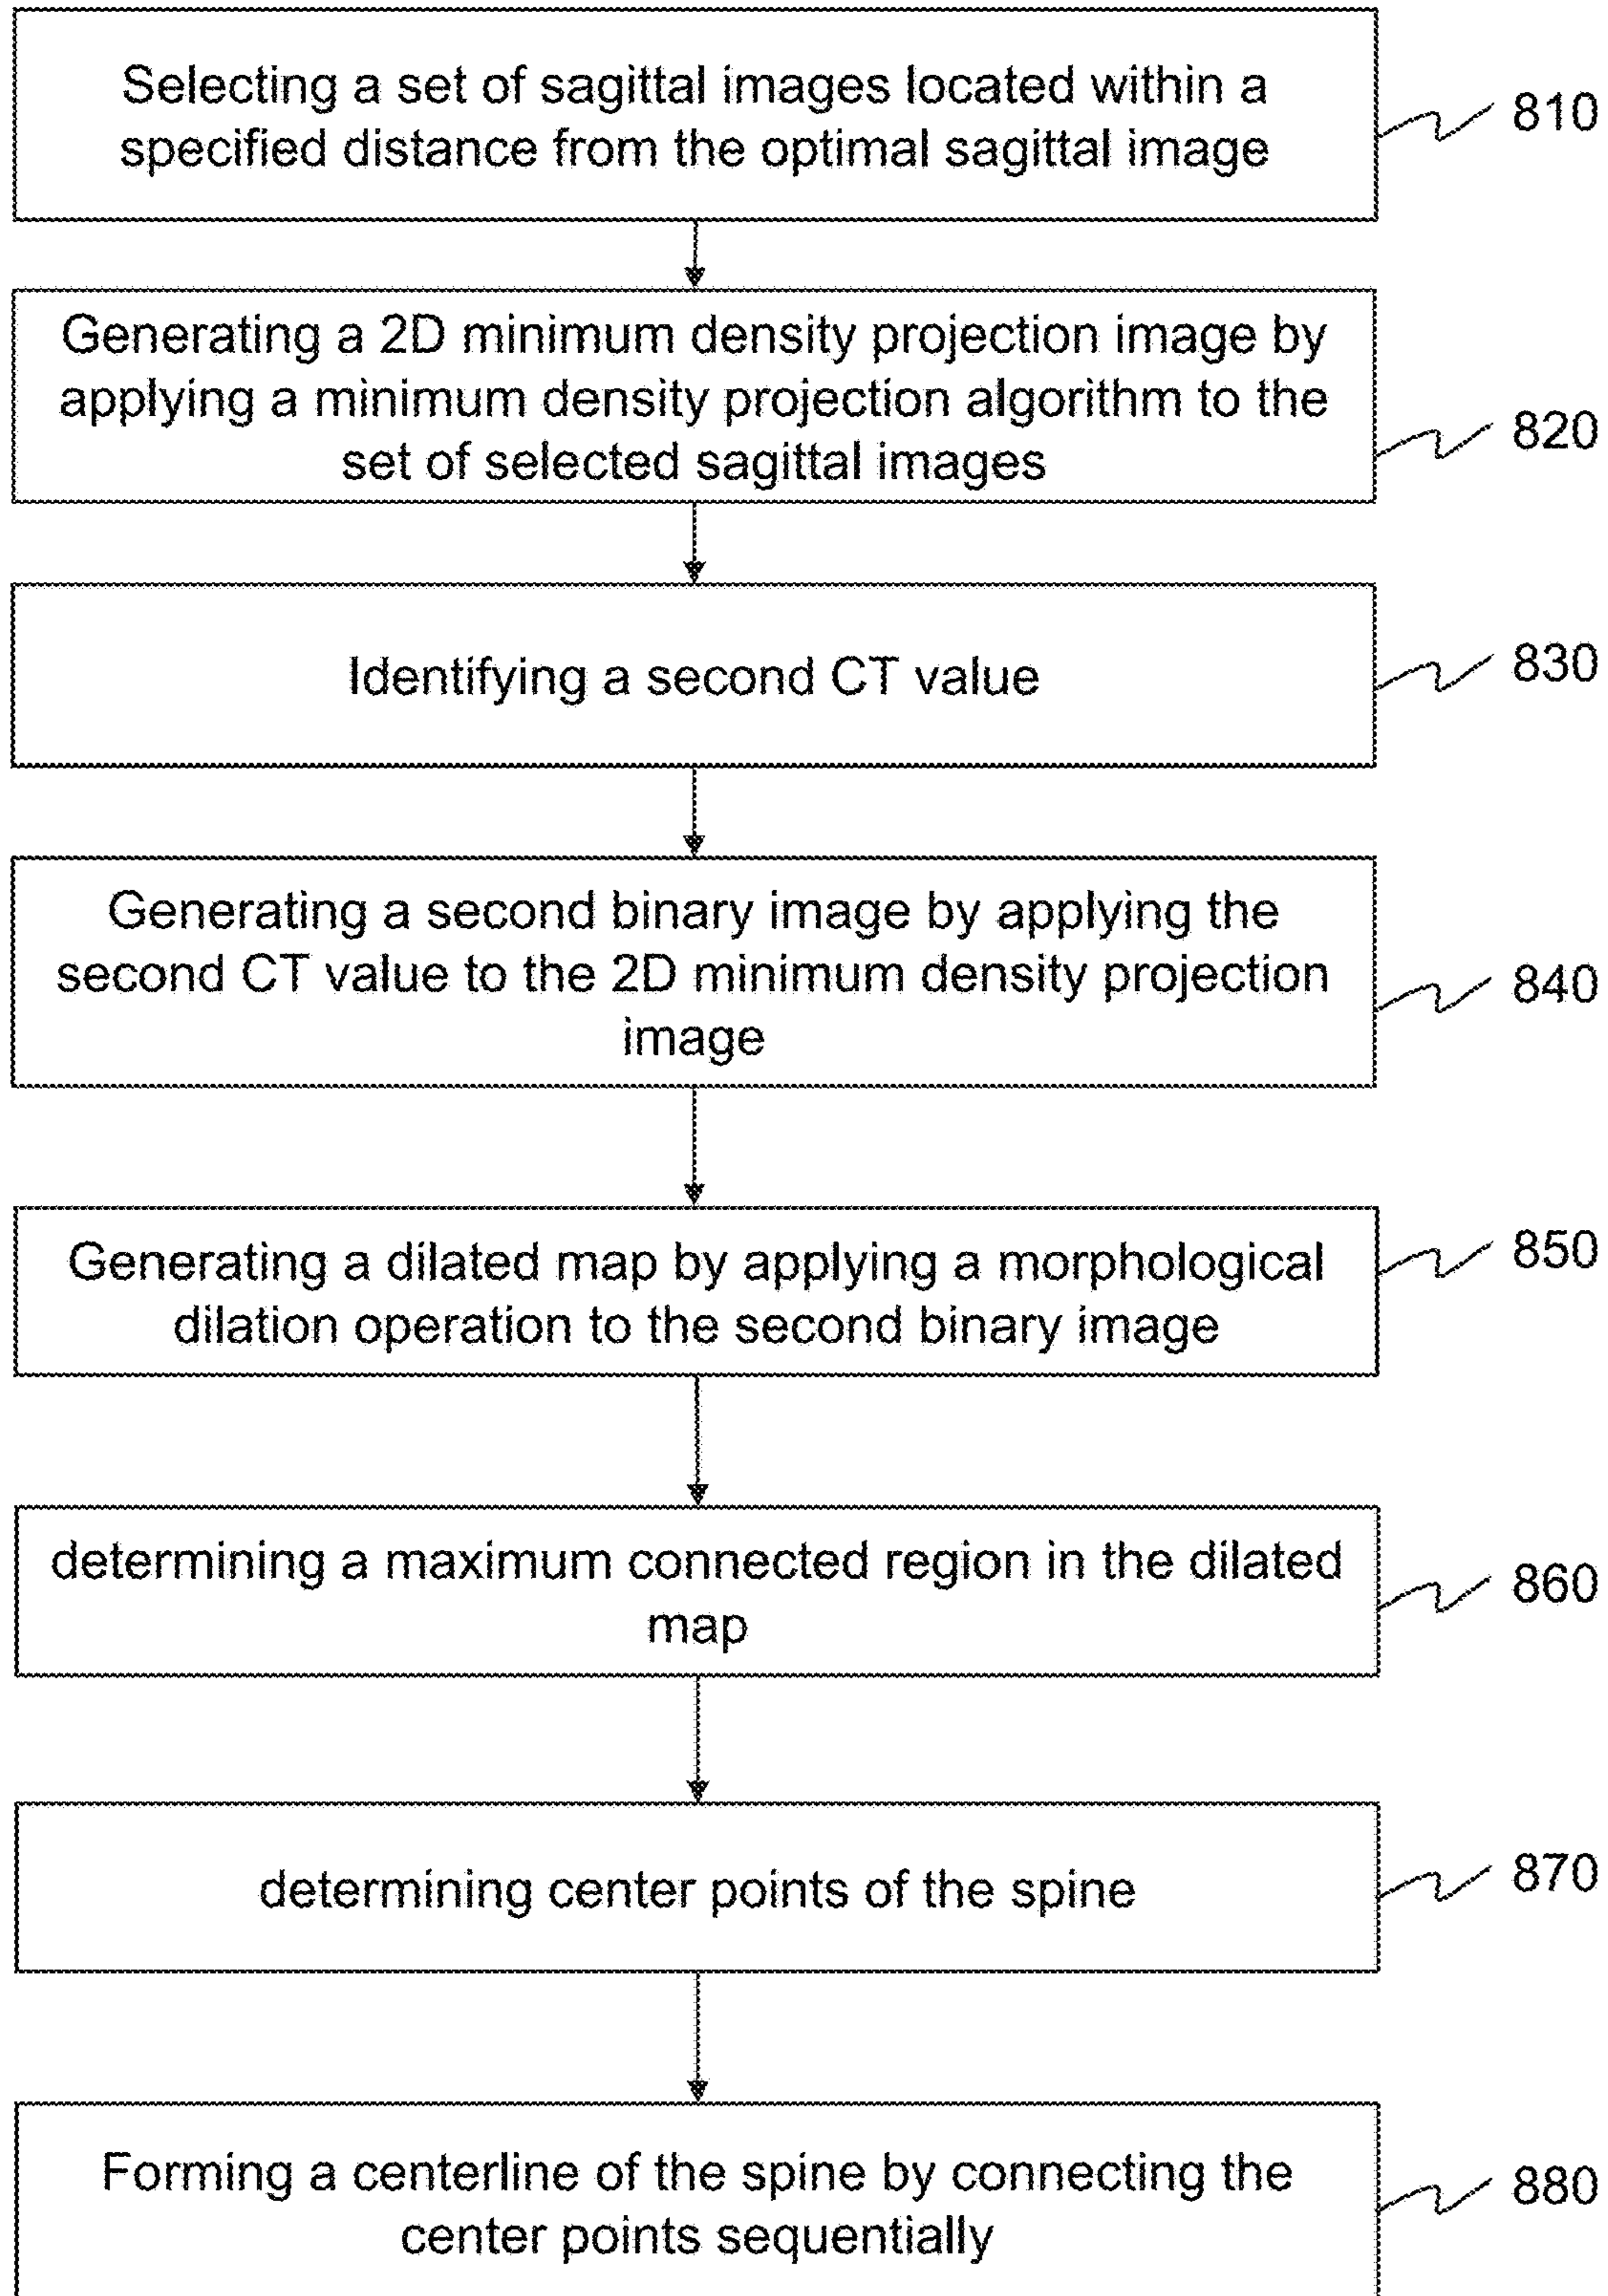 Selecting a set of sagittal images located within a
specified distance from the optimal sagittal image
810
Generating a 2D minimum density projection image by
applying a minimum density projection algorithm to the
set of selected sagittal images
820
Identifying a second CT value
830
Generating a second binary image by applying the
second CT value to the 2D minimum density projection
image
840
Generating a dilated map by applying a morphological
dilation operation to the second binary image
850
determining a maximum connected region in the dilated
map
860
determining center points of the spine
870
Forming a centerline of the spine by connecting the
center points sequentially
880